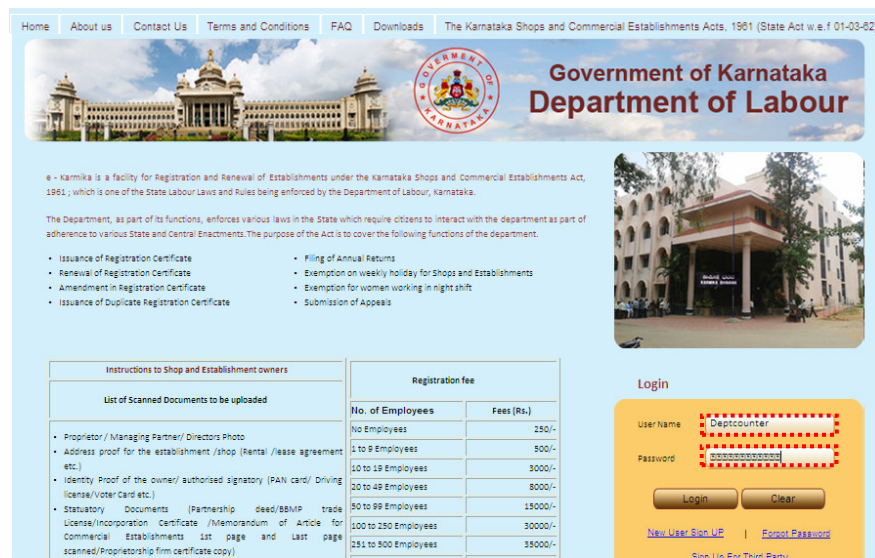 Home About us Contact Us Terms and Conditions FAQ Downloads The Karnataka Shops and Commercial Establishments Acts, 1961 (State Act w.e.f 01-03-62
GOVERMENT OF KARNATAKA
Government of Karnataka
Department of Labour
e - Karmika is a facility for Registration and Renewal of Establishments under the Karnataka Shops and Commercial Establishments Act,
1961 ; which is one of the State Labour Laws and Rules being enforced by the Department of Labour, Karnataka.
The Department, as part of its functions, enforces various laws in the State which require citizens to interact with the department as part of
adherence to various State and Central Enactments.The purpose of the Act is to cover the following functions of the department.
• Issuance of Registration Certificate
• Renewal of Registration Certificate
• Amendment in Registration Certificate
• Issuance of Duplicate Registration Certificate
• Filing of Annual Returns
• Exemption on weekly holiday for Shops and Establishments
• Exemption for women working in night shift
• Submission of Appeals
KARMIKA BHAVAN
Instructions to Shop and Establishment owners
List of Scanned Documents to be uploaded
• Proprietor / Managing Partner/ Directors Photo
• Address proof for the establishment /shop (Rental /lease agreement
etc.)
• Identity Proof of the owner/ authorised signatory (PAN card/ Driving
license/Voter Card etc.)
• Statuatory Documents (Partnership deed/BBMP trade
License/Incorporation Certificate /Memorandum of Article for
Commercial Establishments 1st page and Last page
scanned/Proprietorship firm certificate copy)
Registration fee
No. of Employees Fees (Rs.)
No Employees 250/-
1 to 9 Employees 500/-
10 to 19 Employees 3000/-
20 to 49 Employees 8000/-
50 to 99 Employees 15000/-
100 to 250 Employees 30000/-
251 to 500 Employees 35000/-
Login
User Name Deptcounter
Password
Login Clear
New User Sign UP | Forgot Password
Sign Up For Third Party